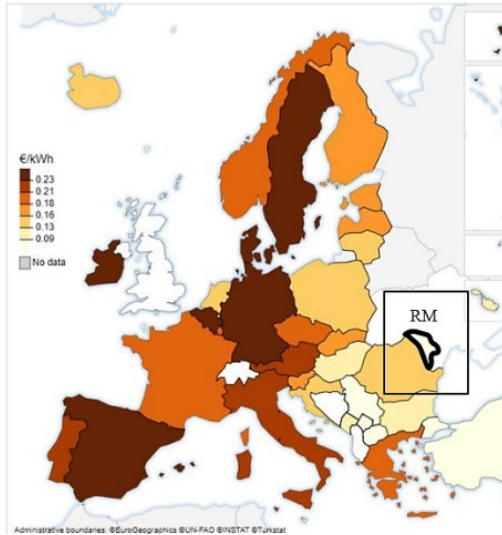 €/kWh
0.23
0.21
0.18
0.16
0.13
0.09
No data
RM
Administrative boundaries: ©EuroGeographics ©UN-FAO ©INSTAT ©Turkstat